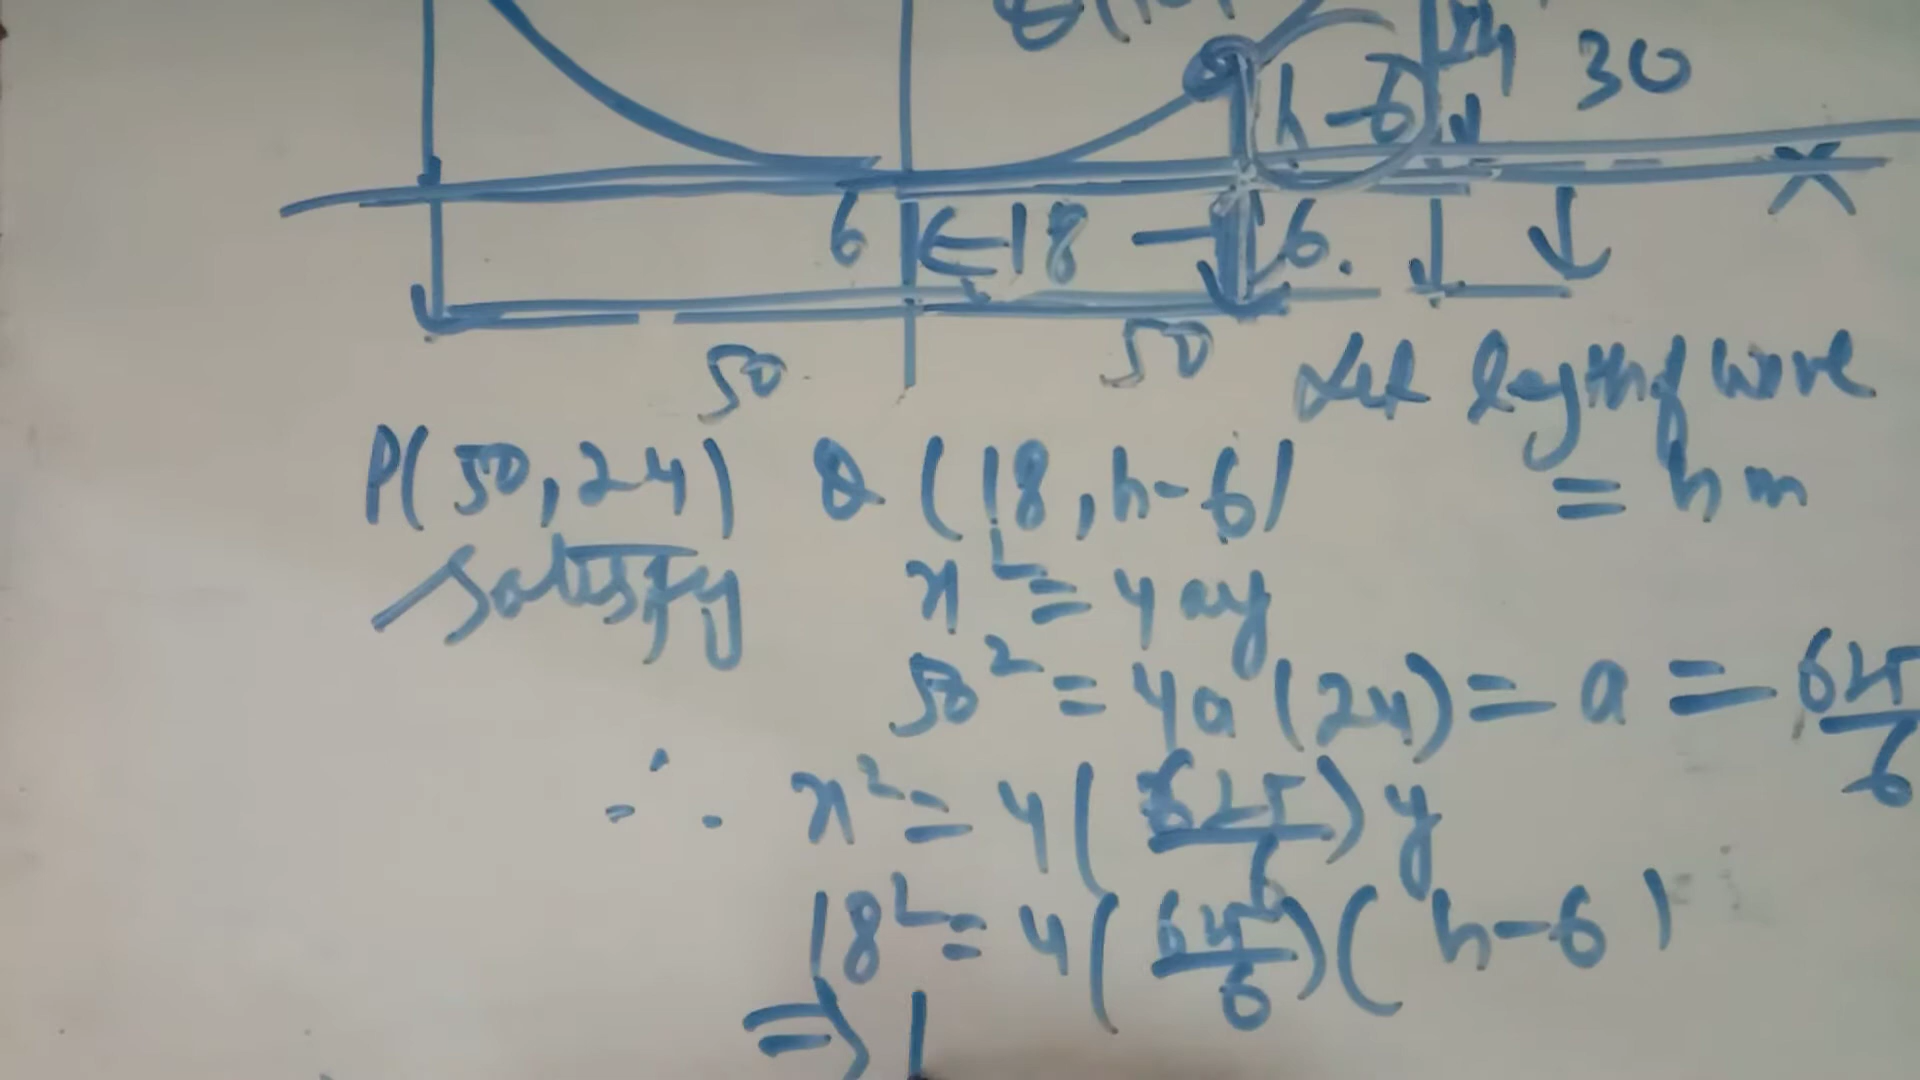 h-6 30
X
6 ←18 → 6.
50 50 Let length of wire
P(50,24) Q(18,h-6) = h m
satisfy x² = 4ay
50² = 4a(24) = a = 625/6
∴ x² = 4(625/6)y
18² = 4(625/6)(h-6)
⇒